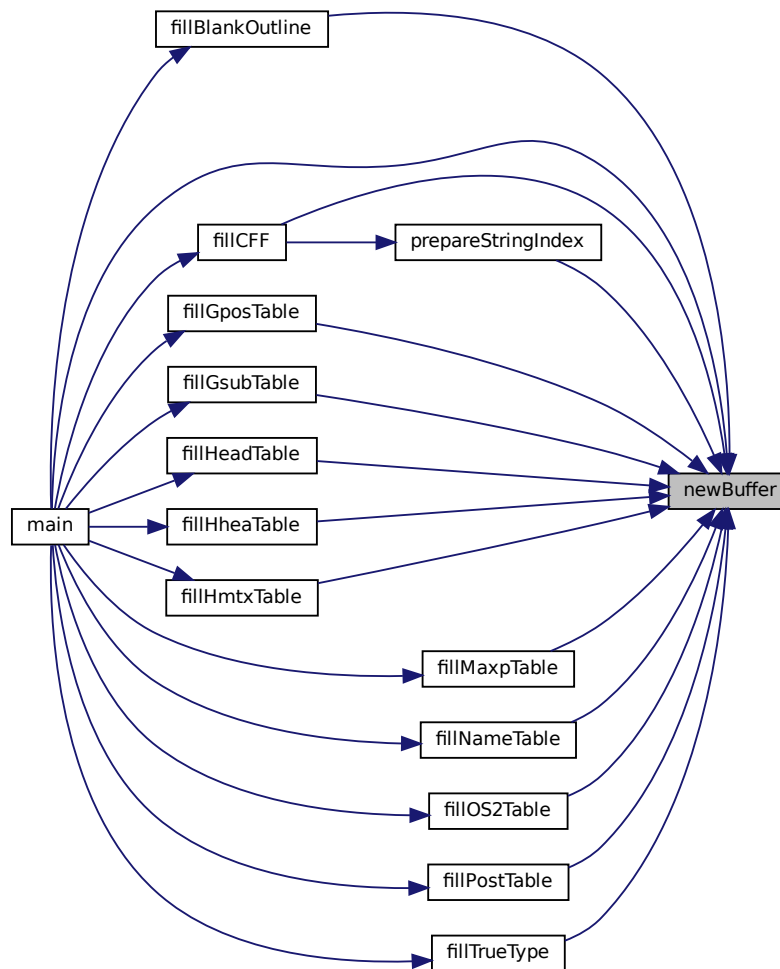 fillBlankOutline
fillCFF
prepareStringIndex
fillGposTable
fillGsubTable
fillHeadTable
newBuffer
main
fillHheaTable
fillHmtxTable
fillMaxpTable
fillNameTable
fillOS2Table
fillPostTable
fillTrueType